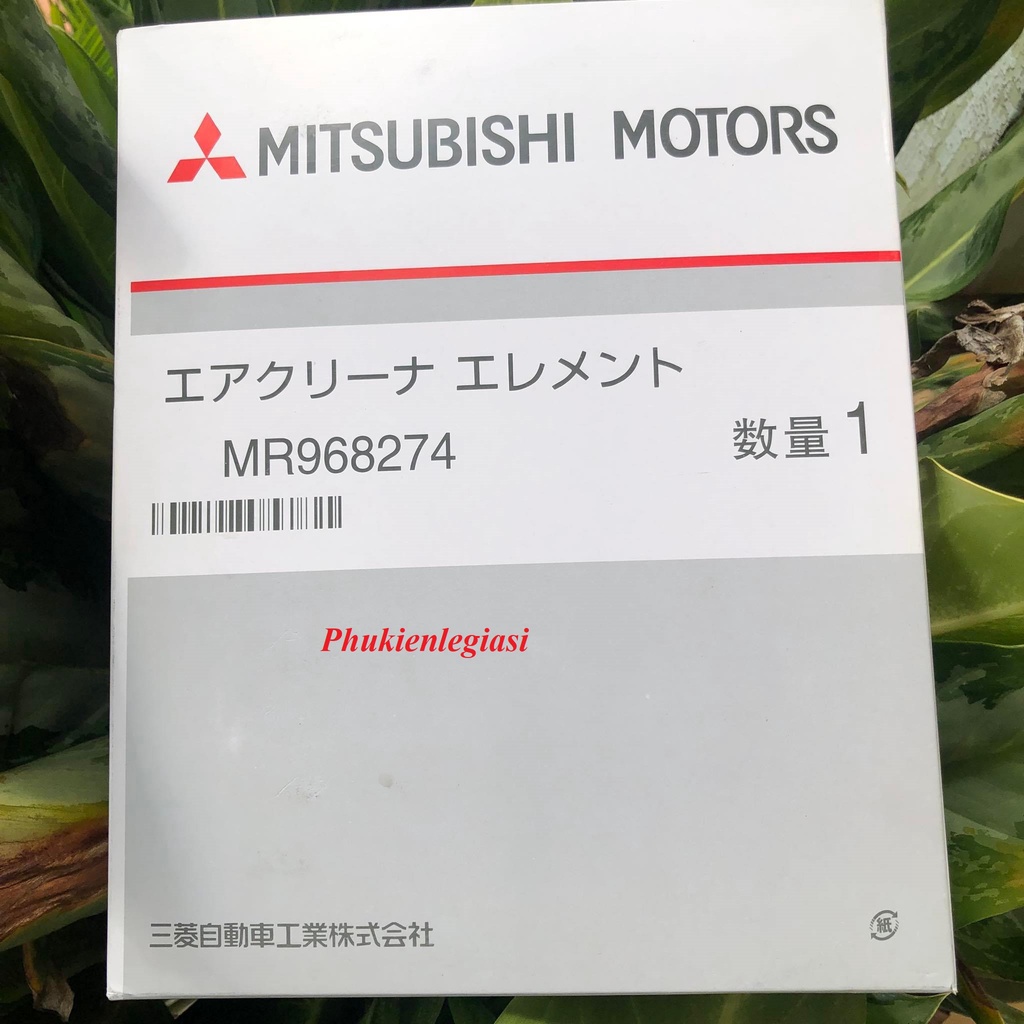 MITSUBISHI MOTORS
エアクリーナ エレメント
MR968274
数量 1
Phukienlegiasi
三菱自動車工業株式会社
紙